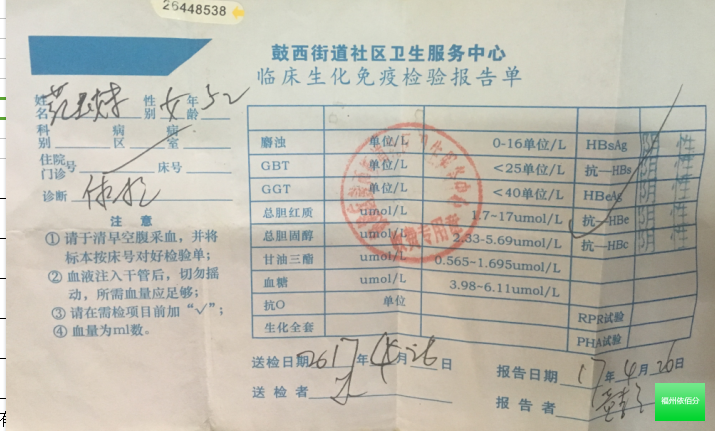 26448538
鼓西街道社区卫生服务中心
临床生化免疫检验报告单
姓名 性别 女 年龄 52
科别 病区 病室
住院门诊号 床号
诊断 体检
注意
① 请于清早空腹采血，并将
标本按床号对好检验单；
② 血液注入干管后，切勿摇
动，所需血量应足够；
③ 请在需检项目前加“√”；
④ 血量为ml数。
麝浊 单位/L 0-16单位/L HBsAg 阴性
GBT 单位/L <25单位/L 抗—HBs 阴性
GGT 单位/L <40单位/L HBeAg 阴性
总胆红质 umol/L 1.7-17umol/L 抗—HBe 阴性
总胆固醇 umol/L 2.33-5.69umol/L 抗—HBc 阴性
甘油三酯 umol/L 0.565-1.695umol/L
血糖 umol/L 3.98-6.11umol/L
抗O 单位 RPR试验
生化全套 PHA试验
送检日期 2017年4月26日 报告日期 17年4月26日
送检者 报告者
福州依佰分